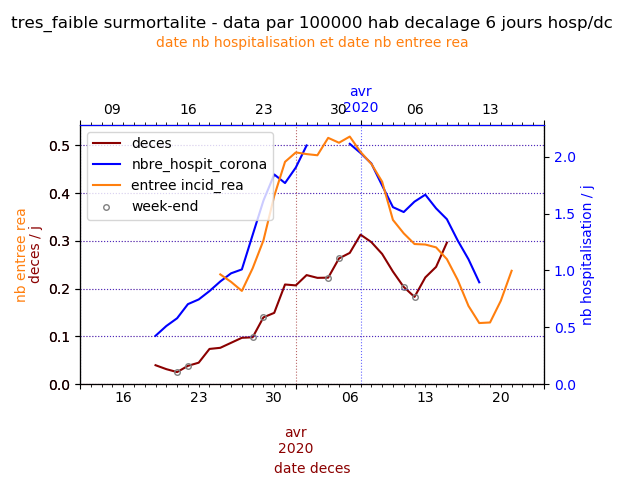 tres_faible surmortalite - data par 100000 hab decalage 6 jours hosp/dc
date nb hospitalisation et date nb entree rea
avr
2020
09 16 23 30 06 13
deces
nbre_hospit_corona
entree incid_rea
week-end
nb entree rea
deces / j
0.5
0.4
0.3
0.2
0.1
0.0
2.0
1.5
1.0
0.5
0.0
nb hospitalisation / j
16 23 30 06 13 20
avr
2020
date deces